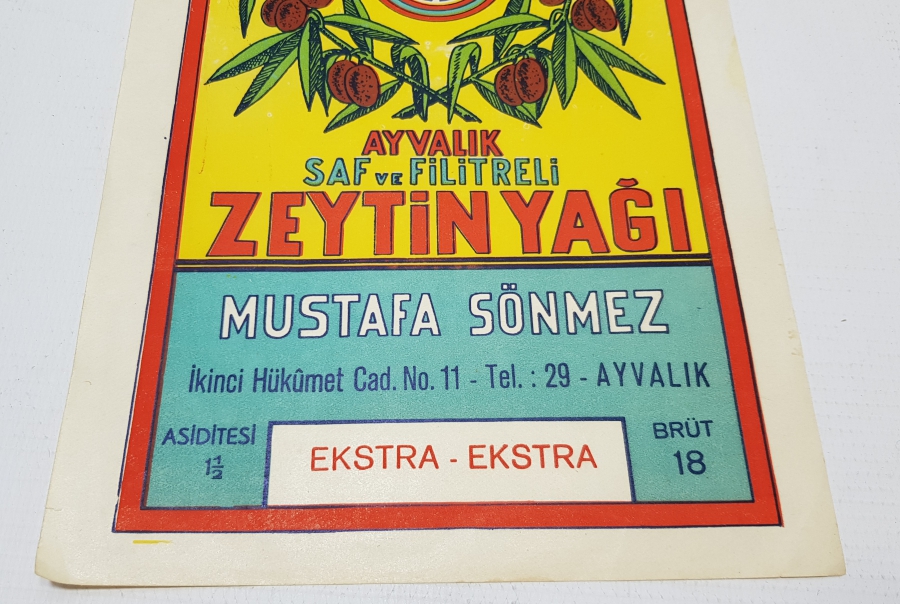 AYVALIK
SAF VE FİLİTRELİ
ZEYTİNYAĞI
MUSTAFA SÖNMEZ
İkinci Hükûmet Cad. No. 11 - Tel. : 29 - AYVALIK
ASİDİTESİ
1½
EKSTRA - EKSTRA
BRÜT
18